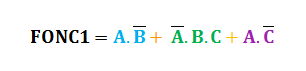 FONC1 = A.B̅ + A̅.B.C + A.C̅